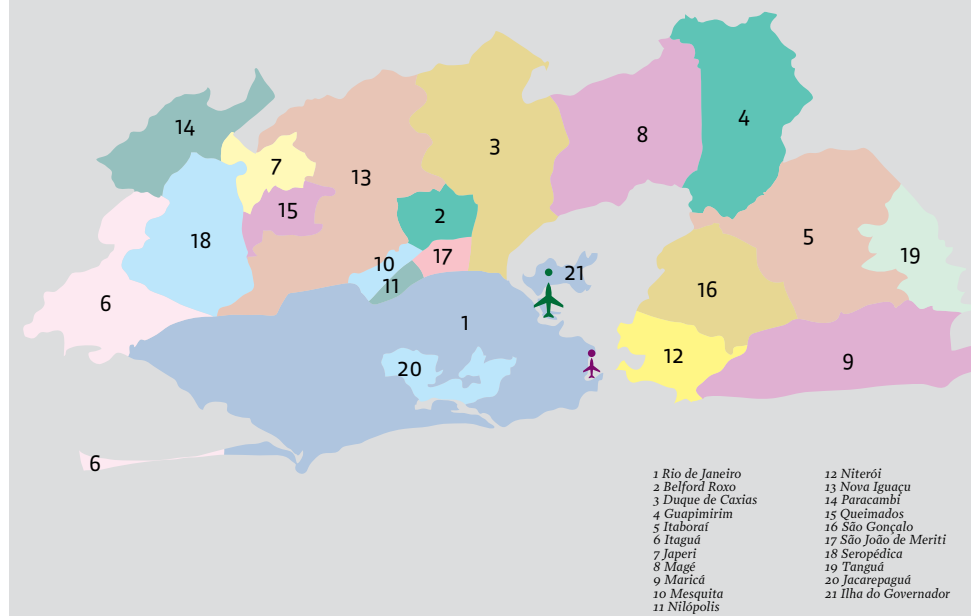 14
7
13
3
8
4
15
2
18
10
17
21
5
19
6
11
16
1
12
20
9
6
1 Rio de Janeiro
2 Belford Roxo
3 Duque de Caxias
4 Guapimirim
5 Itaboraí
6 Itaguá
7 Japeri
8 Magé
9 Maricá
10 Mesquita
11 Nilópolis
12 Niterói
13 Nova Iguaçu
14 Paracambi
15 Queimados
16 São Gonçalo
17 São João de Meriti
18 Seropédica
19 Tanguá
20 Jacarepaguá
21 Ilha do Governador